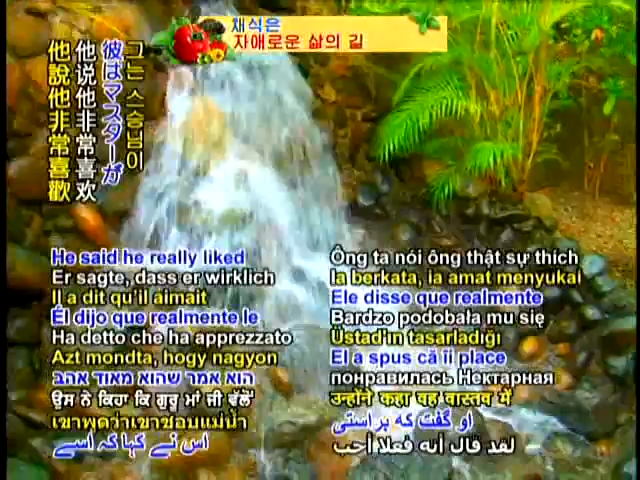 채식은
자애로운 삶의 길
그는 스승님이
彼はマスターが
他说他非常喜欢
他說他非常喜歡
He said he really liked
Er sagte, dass er wirklich
Il a dit qu'il aimait
Él dijo que realmente le
Ha detto che ha apprezzato
Azt mondta, hogy nagyon
הוא אמר שהוא מאוד אהב
ਉਸ ਨੇ ਕਿਹਾ ਕਿ ਗੁਰੂ ਮਾਂ ਜੀ ਵੱਲੋਂ
เขาพูดว่าเขาชอบแม่น้ำ
اس نے کہا کہ اسے
Ông ta nói ông thật sự thích
Ia berkata, ia amat menyukai
Ele disse que realmente
Bardzo podobała mu się
Üstad'ın tasarladığı
El a spus că îi place
понравилась Нектарная
उन्होंने कहा वह वास्तव में
او گفت که براستی
لقد قال أنه فعلا أحب